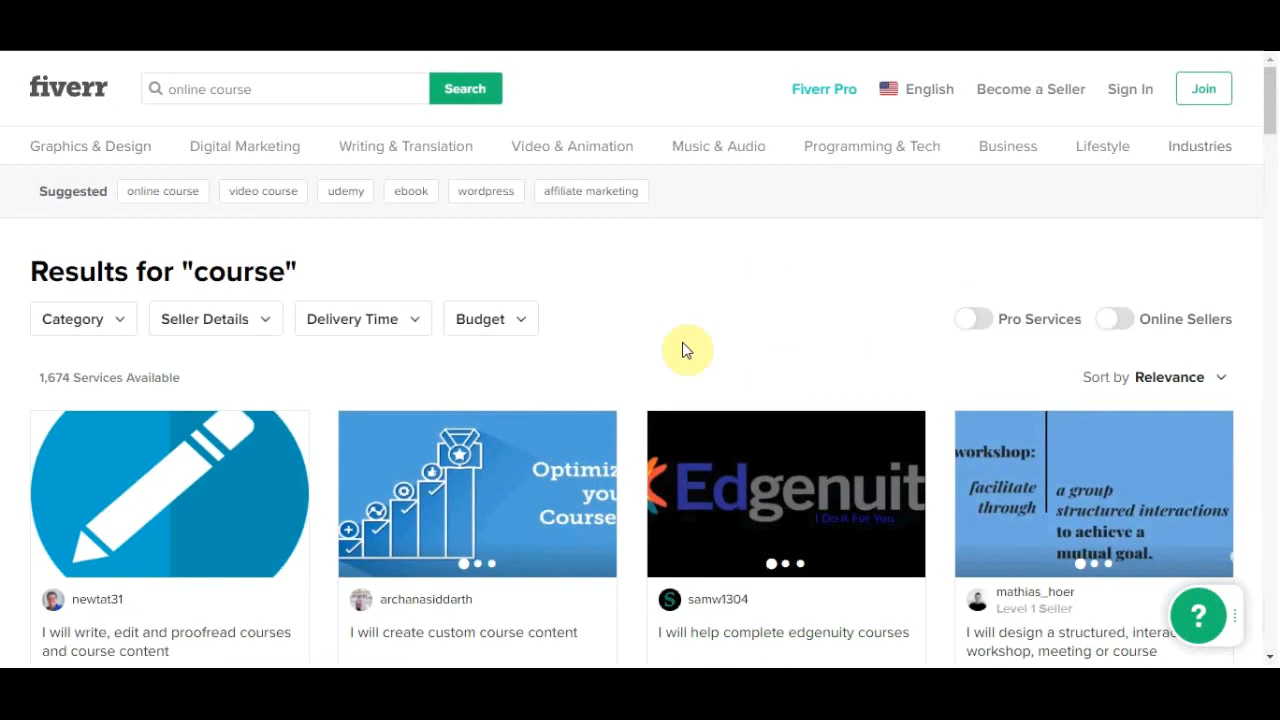 fiverr
online course
Search
Fiverr Pro
English
Become a Seller
Sign In
Join
Graphics & Design
Digital Marketing
Writing & Translation
Video & Animation
Music & Audio
Programming & Tech
Business
Lifestyle
Industries
Suggested
online course
video course
udemy
ebook
wordpress
affiliate marketing
Results for "course"
Category
Seller Details
Delivery Time
Budget
Pro Services
Online Sellers
1,674 Services Available
Sort by Relevance
Optimiz
you
Course
Edgenuit
I Do it For You
workshop:
facilitate
through
a group
structured interactions
to achieve a
mutual goal.
newtat31
I will write, edit and proofread courses
and course content
archanasiddarth
I will create custom course content
S
samw1304
I will help complete edgenuity courses
mathias_hoer
Level 1 Seller
I will design a structured, intera
workshop, meeting or course
?